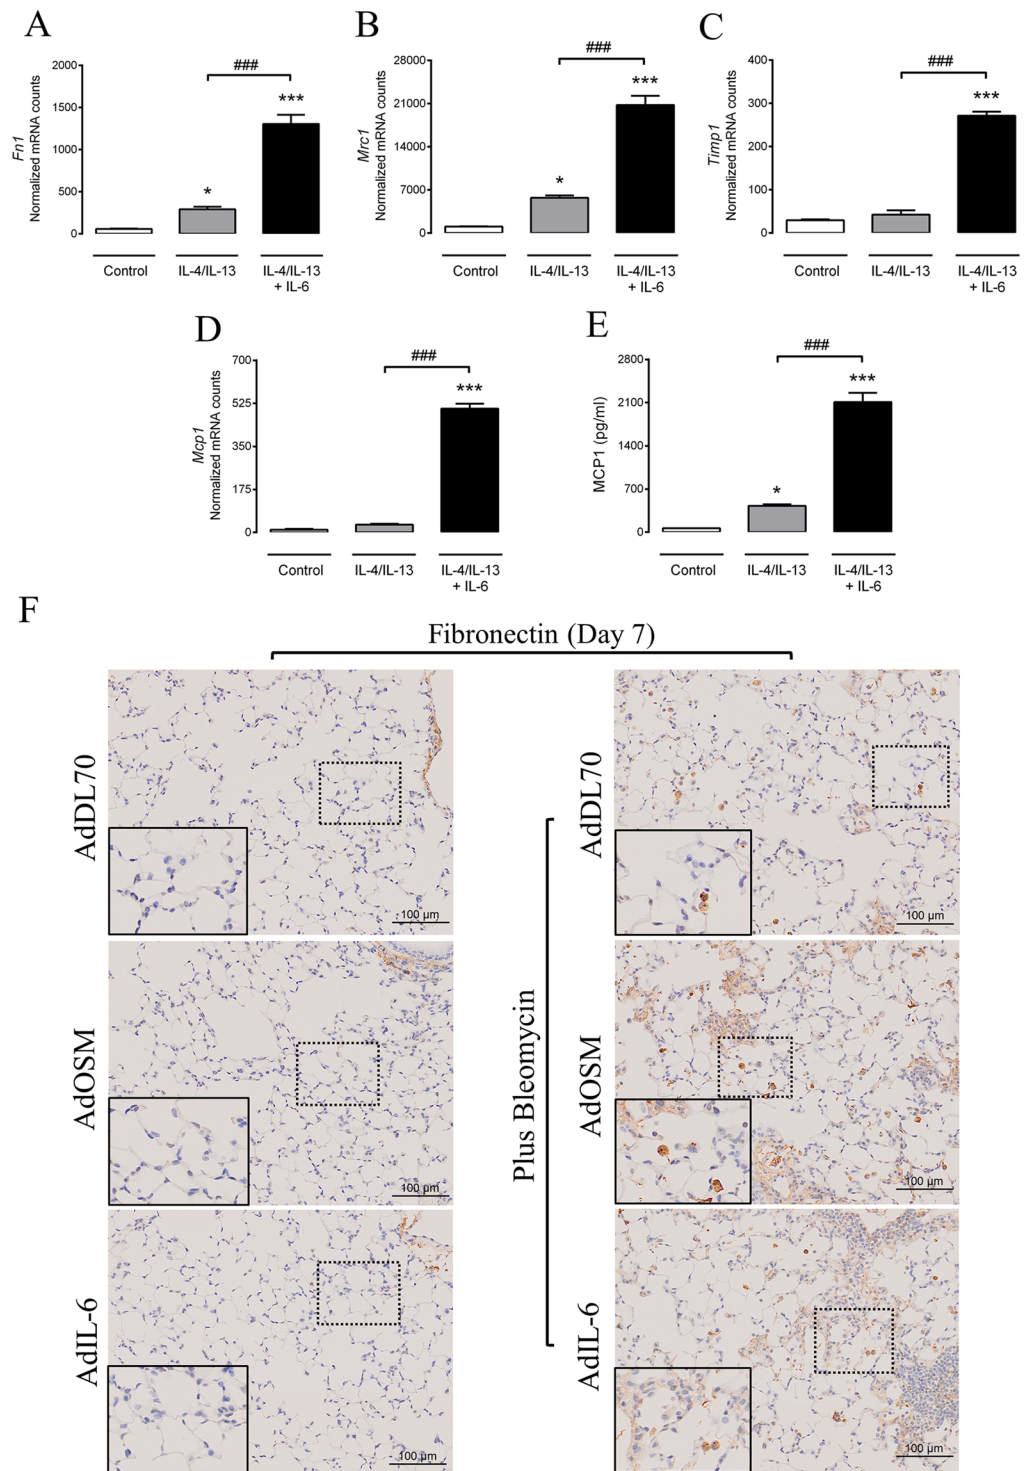 A
B
C
Fn1
Normalized mRNA counts
2000
1500
1000
500
0
###
***
*
Control
IL-4/IL-13
IL-4/IL-13
+ IL-6
Mrc1
Normalized mRNA counts
28000
21000
14000
7000
0
###
***
*
Control
IL-4/IL-13
IL-4/IL-13
+ IL-6
Timp1
Normalized mRNA counts
400
300
200
100
0
###
***
Control
IL-4/IL-13
IL-4/IL-13
+ IL-6
D
E
Mcp1
Normalized mRNA counts
700
525
350
175
0
###
***
Control
IL-4/IL-13
IL-4/IL-13
+ IL-6
MCP1 (pg/ml)
2800
2100
1400
700
0
###
***
*
Control
IL-4/IL-13
IL-4/IL-13
+ IL-6
F
Fibronectin (Day 7)
AdDL70
100 µm
AdDL70
100 µm
AdOSM
100 µm
Plus Bleomycin
AdOSM
100 µm
AdIL-6
100 µm
AdIL-6
100 µm